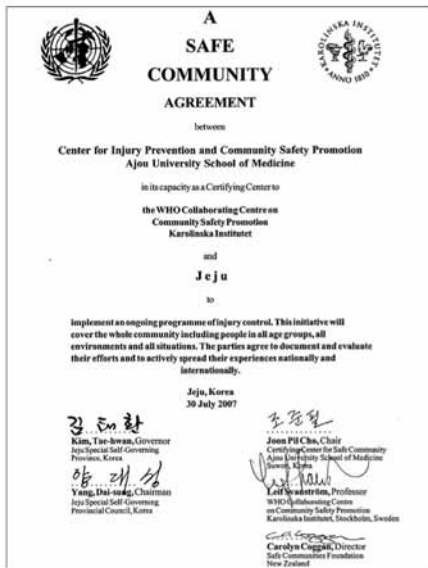 A
SAFE
COMMUNITY
AGREEMENT
KAROLINSKA INSTITUTET
ANNO 1810
between
Center for Injury Prevention and Community Safety Promotion
Ajou University School of Medicine
in its capacity as a Certifying Center to
the WHO Collaborating Centre on
Community Safety Promotion
Karolinska Institutet
and
Jeju
to
implement an ongoing programme of injury control. This initiative will
cover the whole community including people in all age groups, all
environments and all situations. The parties agree to document and evaluate
their efforts and to actively spread their experiences nationally and
internationally.
Jeju, Korea
30 July 2007
김태환
Kim, Tae-hwan, Governor
Jeju Special Self-Governing
Province, Korea
양대성
Yang, Dai-sung, Chairman
Jeju Special Self-Governing
Provincial Council, Korea
조준필
Joon Pil Cho, Chair
Certifying Center for Safe Community
Ajou University School of Medicine
Suwon, Korea
Leif Svanström, Professor
WHO Collaborating Centre
on Community Safety Promotion
Karolinska Institutet, Stockholm, Sweden
Carolyn Coggan, Director
Safe Communities Foundation
New Zealand